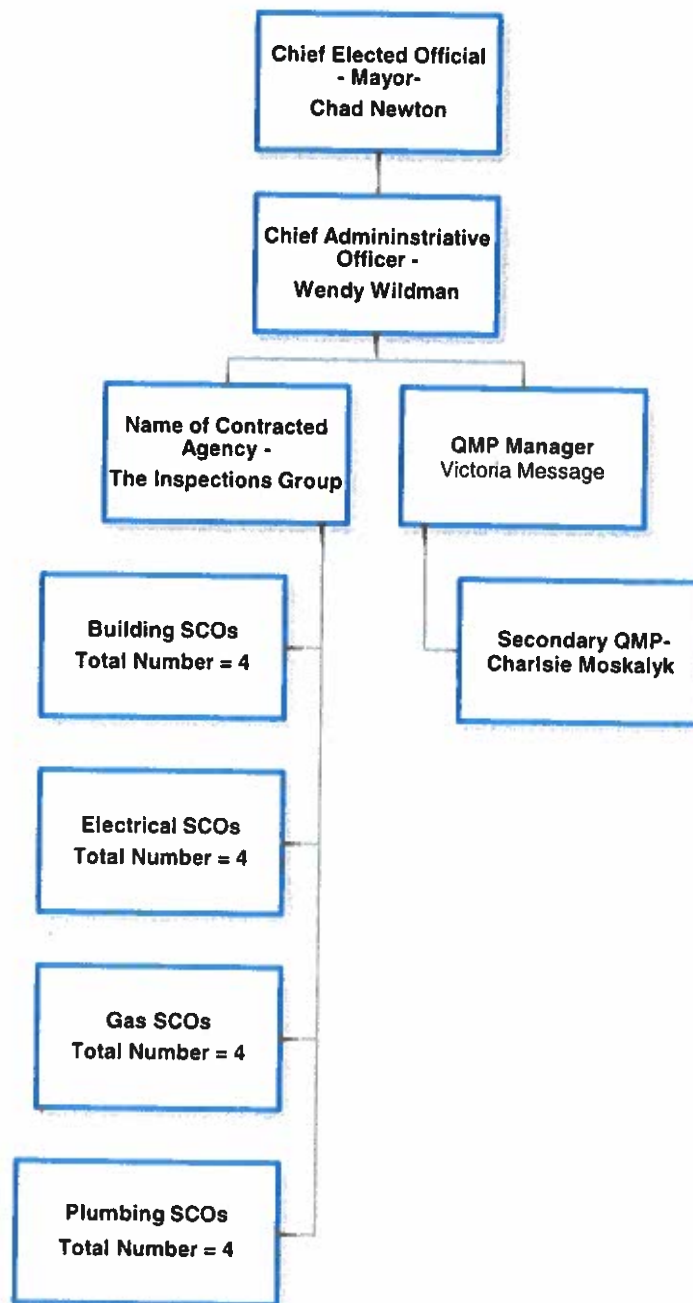 Chief Elected Official
- Mayor-
Chad Newton
Chief Admininstriative
Officer -
Wendy Wildman
Name of Contracted
Agency -
The Inspections Group
QMP Manager
Victoria Message
Building SCOs
Total Number = 4
Secondary QMP-
Charlsie Moskalyk
Electrical SCOs
Total Number = 4
Gas SCOs
Total Number = 4
Plumbing SCOs
Total Number = 4